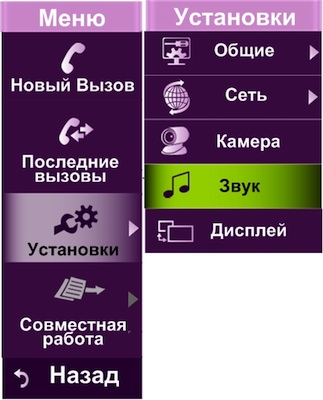 Меню
Новый Вызов
Последние
вызовы
Установки
Совместная
работа
Назад
Установки
Общие
Сеть
Камера
Звук
Дисплей